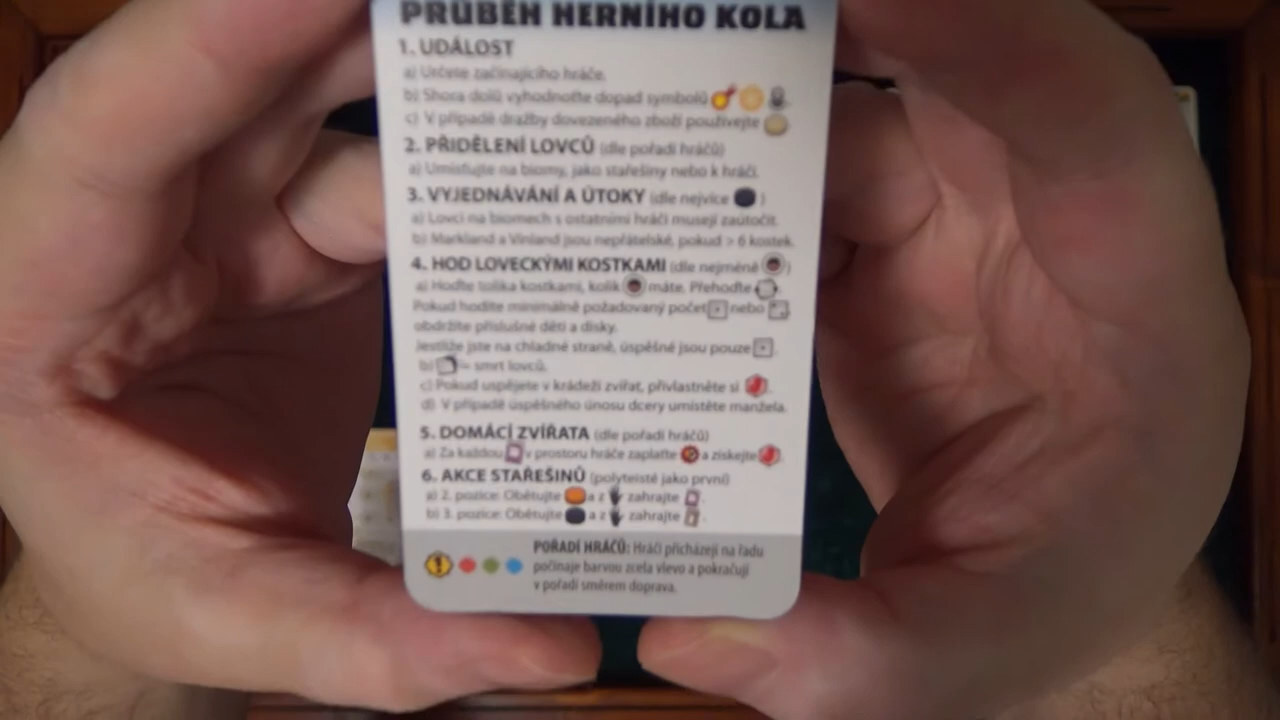 PRŮBĚH HERNÍHO KOLA
1. UDÁLOST
a) Určete začínajícího hráče.
b) Shora dolů vyhodnoťte dopad symbolů
c) V případě dražby dovezeného zboží používejte
2. PŘIDĚLENÍ LOVCŮ (dle pořadí hráčů)
a) Umisťujte na biomy, jako stařešiny nebo k hráči.
3. VYJEDNÁVÁNÍ A ÚTOKY (dle nejvíce )
a) Lovci na biomech s ostatními hráči musejí zaútočit.
b) Markland a Vinland jsou nepřátelské, pokud > 6 kostek.
4. HOD LOVECKÝMI KOSTKAMI (dle nejméně )
a) Hoďte tolika kostkami, kolik máte. Přehoďte .
Pokud hodíte minimálně požadovaný počet nebo ,
obdržíte příslušné děti a disky.
Jestliže jste na chladné straně, úspěšné jsou pouze .
b) = smrt lovců.
c) Pokud uspějete v krádeži zvířat, přivlastněte si .
d) V případě úspěšného únosu dcery umístěte manžela.
5. DOMÁCÍ ZVÍŘATA (dle pořadí hráčů)
a) Za každou v prostoru hráče zaplaťte a získejte .
6. AKCE STAŘEŠINŮ (polyteisté jako první)
a) 2. pozice: Obětujte a z zahrajte .
b) 3. pozice: Obětujte a z zahrajte .
POŘADÍ HRÁČŮ: Hráči přicházejí na řadu
počínaje barvou zcela vlevo a pokračují
v pořadí směrem doprava.